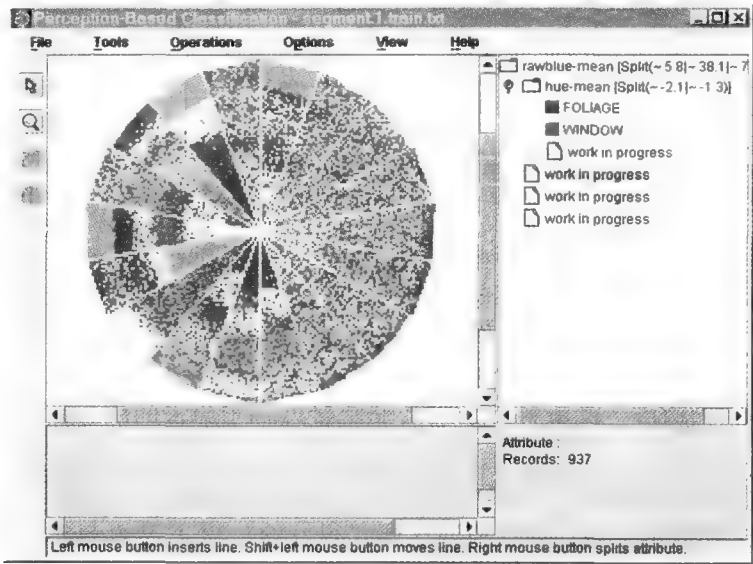 Perception-Based Classification - segment.1.train.txt
File Tools Operations Options View Help
rawblue-mean [Split(~ 5 8|~ 38.1|~ 7
hue-mean [Split(~ -2.1|~ -1 3)]
FOLIAGE
WINDOW
work in progress
work in progress
work in progress
work in progress
Attribute :
Records: 937
Left mouse button inserts line. Shift+left mouse button moves line. Right mouse button splits attribute.